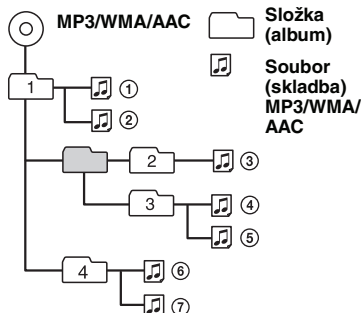 MP3/WMA/AAC
Složka
(album)
Soubor
(skladba)
MP3/WMA/
AAC
1
①
②
2
③
3
④
⑤
4
⑥
⑦